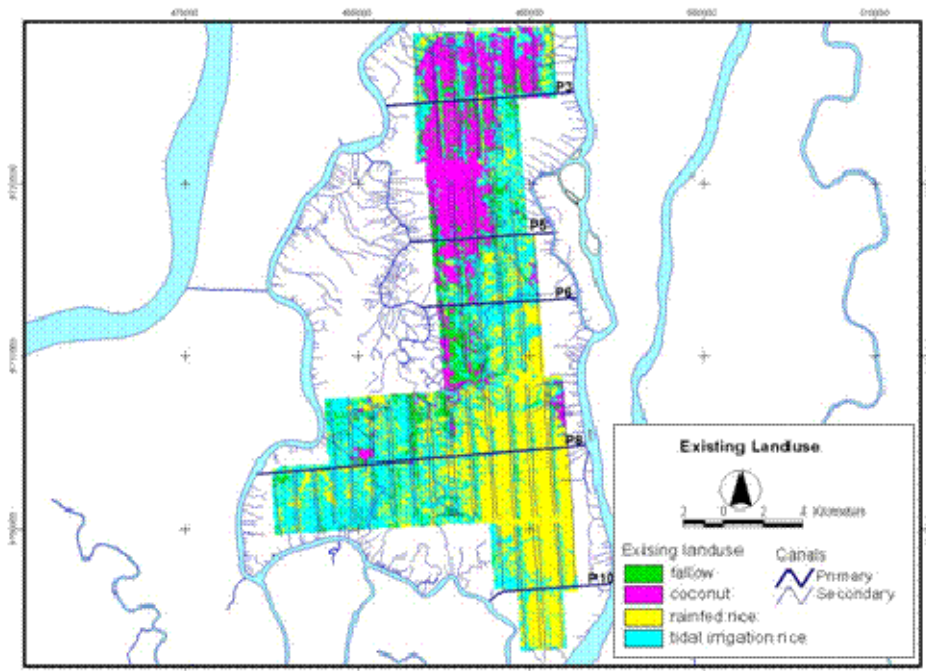 P3
P5
P6
P8
P10
Existing Landuse
2 0 2 4 Kilometers
Existing landuse
fallow
coconut
rainfed rice
tidal irrigation rice
Canals
Primary
Secondary